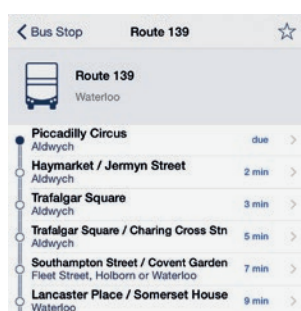 Bus Stop Route 139
Route 139
Waterloo
Piccadilly Circus
Aldwych
due
Haymarket / Jermyn Street
Aldwych
2 min
Trafalgar Square
Aldwych
3 min
Trafalgar Square / Charing Cross Stn
Aldwych
5 min
Southampton Street / Covent Garden
Fleet Street, Holborn or Waterloo
7 min
Lancaster Place / Somerset House
Waterloo
9 min